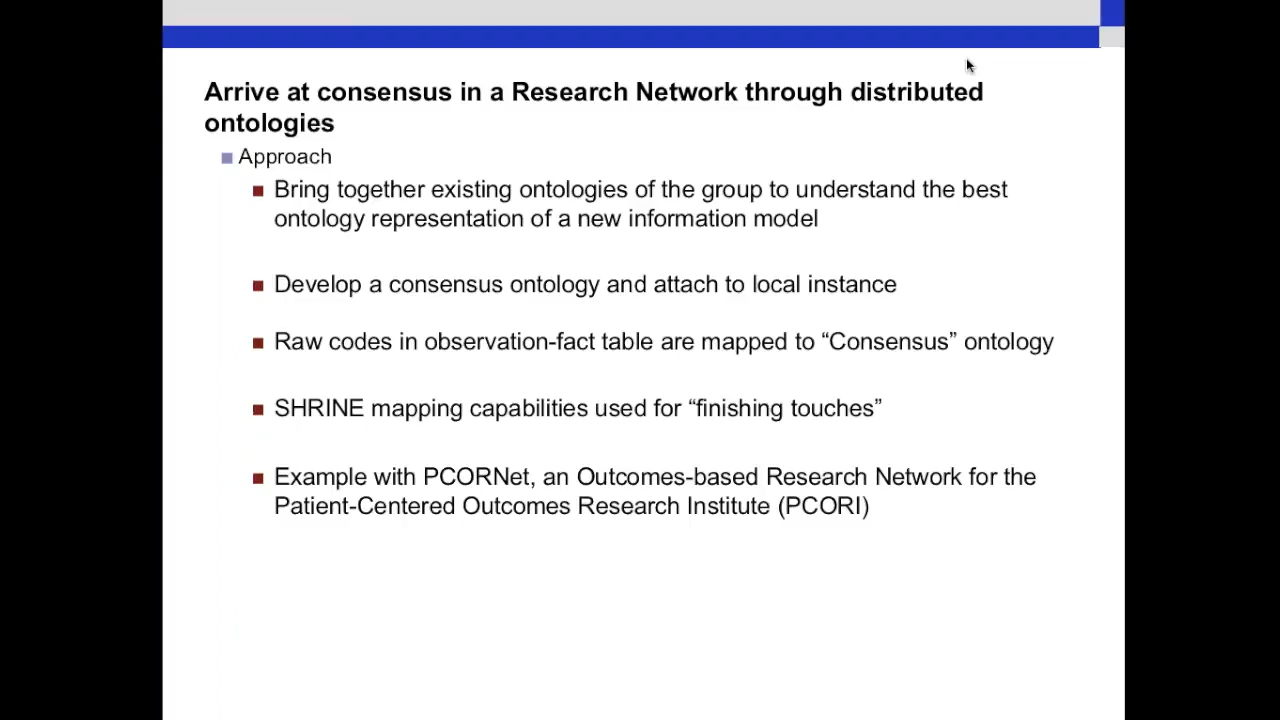 Arrive at consensus in a Research Network through distributed
ontologies
Approach
Bring together existing ontologies of the group to understand the best
ontology representation of a new information model
Develop a consensus ontology and attach to local instance
Raw codes in observation-fact table are mapped to “Consensus” ontology
SHRINE mapping capabilities used for “finishing touches”
Example with PCORNet, an Outcomes-based Research Network for the
Patient-Centered Outcomes Research Institute (PCORI)